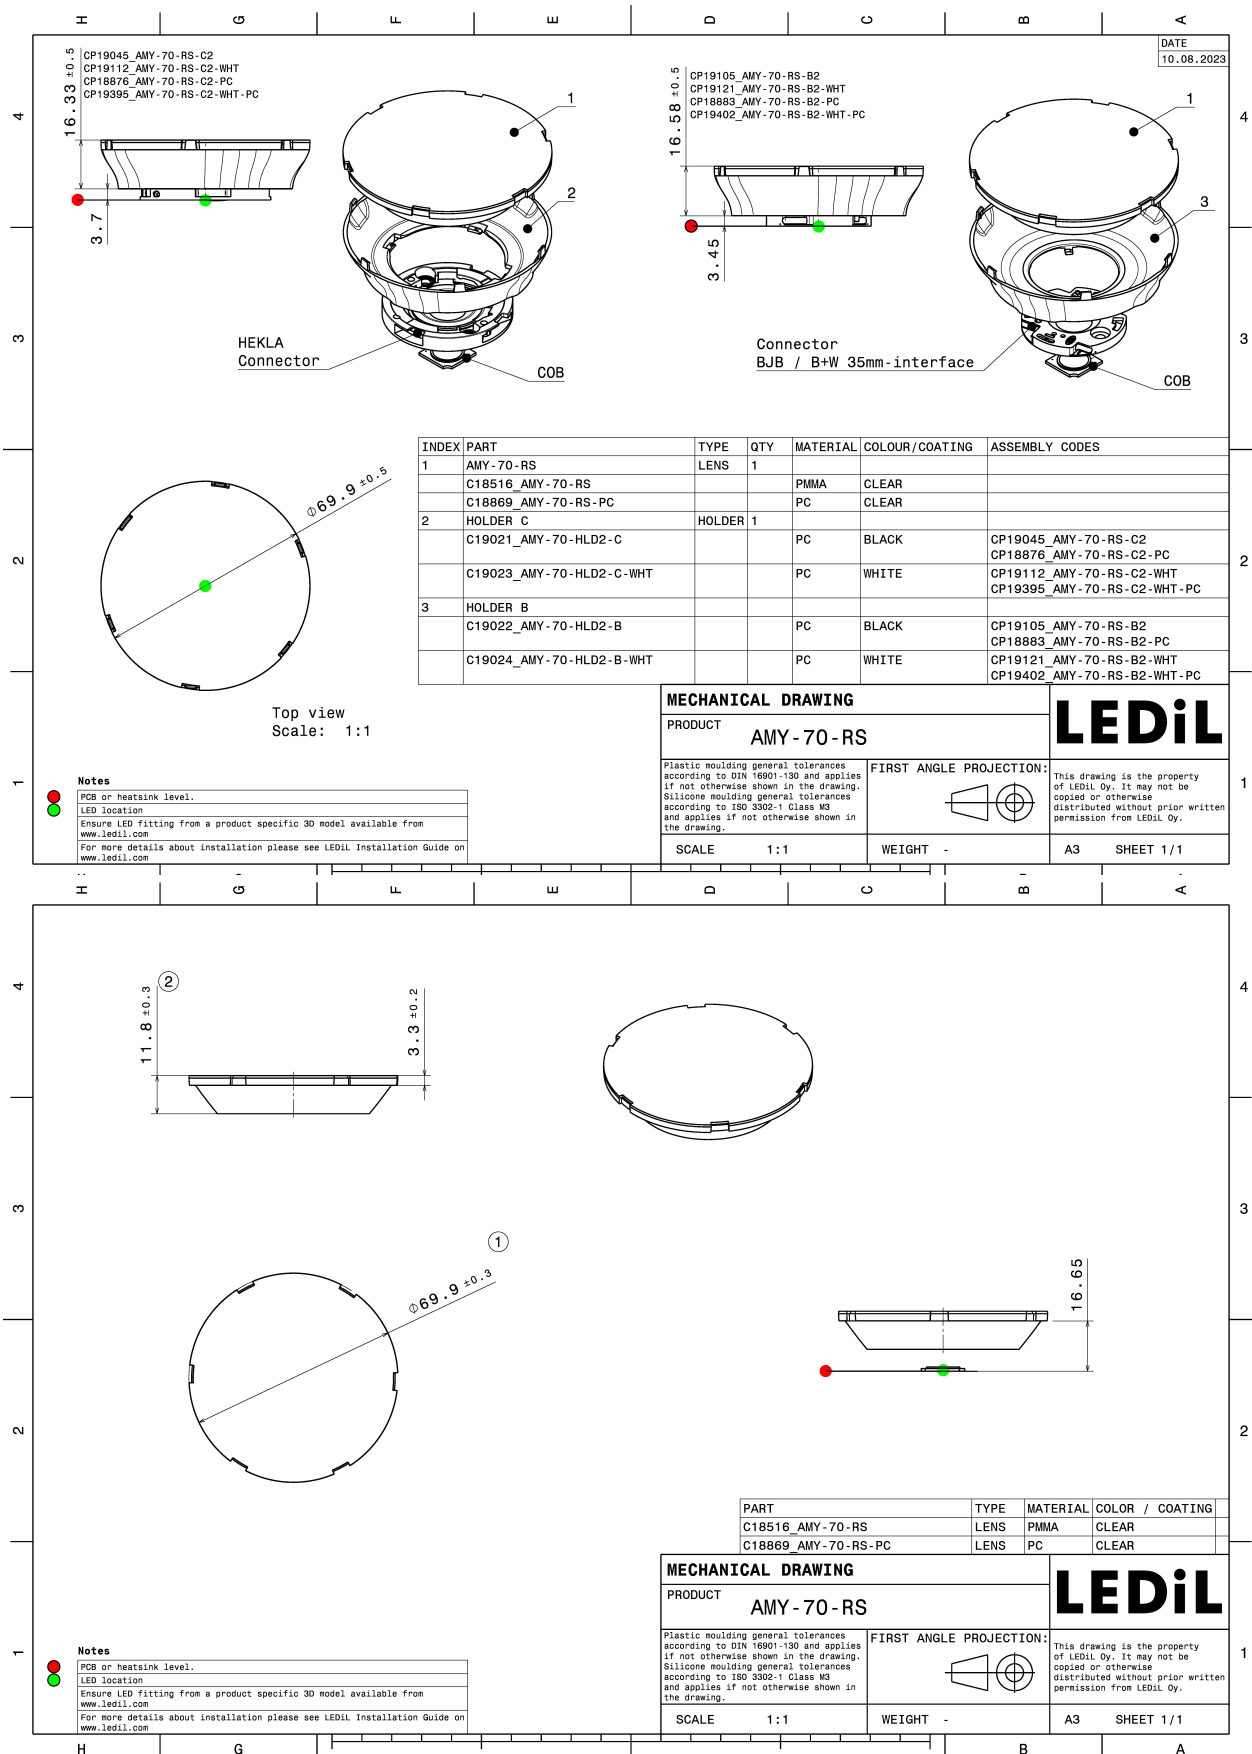 H G F E D C B A
DATE
10.08.2023
4
4
CP19045_AMY-70-RS-C2
CP19112_AMY-70-RS-C2-WHT
CP18876_AMY-70-RS-C2-PC
CP19395_AMY-70-RS-C2-WHT-PC
16.33 ±0.5
3.7
1
2
HEKLA
Connector
COB
CP19105_AMY-70-RS-B2
CP19121_AMY-70-RS-B2-WHT
CP18883_AMY-70-RS-B2-PC
CP19402_AMY-70-RS-B2-WHT-PC
16.58 ±0.5
3.45
1
3
Connector
BJB / B+W 35mm-interface
COB
3
3
INDEX PART TYPE QTY MATERIAL COLOUR/COATING ASSEMBLY CODES
1 AMY-70-RS LENS 1
C18516_AMY-70-RS PMMA CLEAR
C18869_AMY-70-RS-PC PC CLEAR
2 HOLDER C HOLDER 1
C19021_AMY-70-HLD2-C PC BLACK CP19045_AMY-70-RS-C2
CP18876_AMY-70-RS-C2-PC
C19023_AMY-70-HLD2-C-WHT PC WHITE CP19112_AMY-70-RS-C2-WHT
CP19395_AMY-70-RS-C2-WHT-PC
3 HOLDER B
C19022_AMY-70-HLD2-B PC BLACK CP19105_AMY-70-RS-B2
CP18883_AMY-70-RS-B2-PC
C19024_AMY-70-HLD2-B-WHT PC WHITE CP19121_AMY-70-RS-B2-WHT
CP19402_AMY-70-RS-B2-WHT-PC
2
2
Φ69.9 ±0.5
Top view
Scale: 1:1
1
1
Notes
PCB or heatsink level.
LED location
Ensure LED fitting from a product specific 3D model available from
www.ledil.com
For more details about installation please see LEDiL Installation Guide on
www.ledil.com
MECHANICAL DRAWING
PRODUCT
AMY-70-RS
LEDiL
Plastic moulding general tolerances
according to DIN 16901-130 and applies
if not otherwise shown in the drawing.
Silicone moulding general tolerances
according to ISO 3302-1 Class M3
and applies if not otherwise shown in
the drawing.
FIRST ANGLE PROJECTION:
This drawing is the property
of LEDiL Oy. It may not be
copied or otherwise
distributed without prior written
permission from LEDiL Oy.
SCALE 1:1 WEIGHT - A3 SHEET 1/1
H G F E D C B A
4
4
2
11.8 ±0.3
3.3 ±0.2
3
3
1
Φ69.9 ±0.3
16.65
2
2
PART TYPE MATERIAL COLOR / COATING
C18516_AMY-70-RS LENS PMMA CLEAR
C18869_AMY-70-RS-PC LENS PC CLEAR
1
1
Notes
PCB or heatsink level.
LED location
Ensure LED fitting from a product specific 3D model available from
www.ledil.com
For more details about installation please see LEDiL Installation Guide on
www.ledil.com
MECHANICAL DRAWING
PRODUCT
AMY-70-RS
LEDiL
Plastic moulding general tolerances
according to DIN 16901-130 and applies
if not otherwise shown in the drawing.
Silicone moulding general tolerances
according to ISO 3302-1 Class M3
and applies if not otherwise shown in
the drawing.
FIRST ANGLE PROJECTION:
This drawing is the property
of LEDiL Oy. It may not be
copied or otherwise
distributed without prior written
permission from LEDiL Oy.
SCALE 1:1 WEIGHT - A3 SHEET 1/1
H G B A